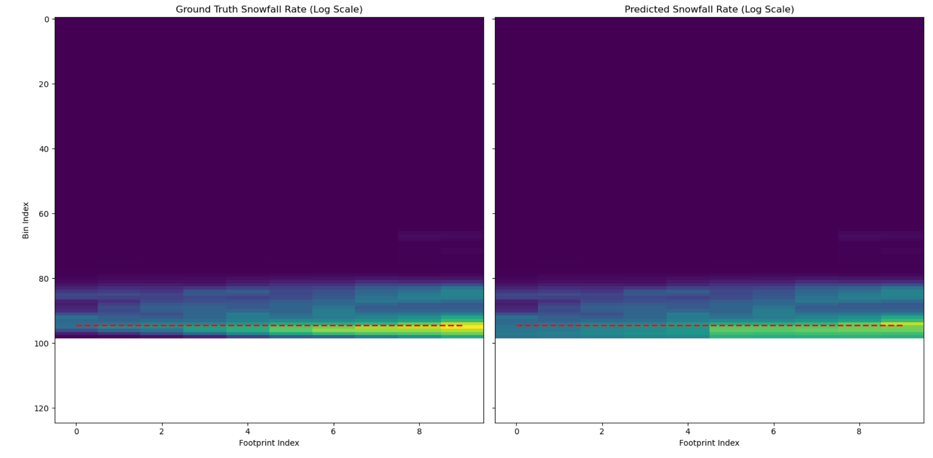 Ground Truth Snowfall Rate (Log Scale)
Predicted Snowfall Rate (Log Scale)
Bin Index
0
20
40
60
80
100
120
0 2 4 6 8
0 2 4 6 8
Footprint Index
Footprint Index